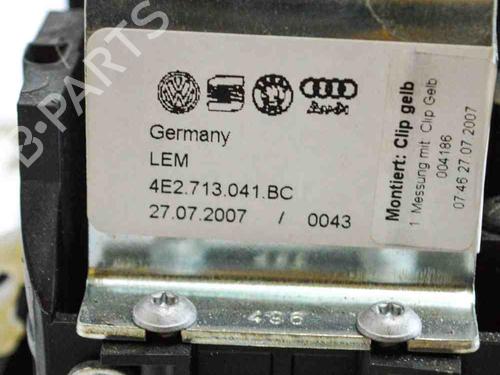 B-PARTS
Germany
LEM
4E2.713.041.BC
27.07.2007 / 0043
Montiert: Clip gelb
1. Messung mit: Clip Gelb
004186
07:46 27.07.2007
496